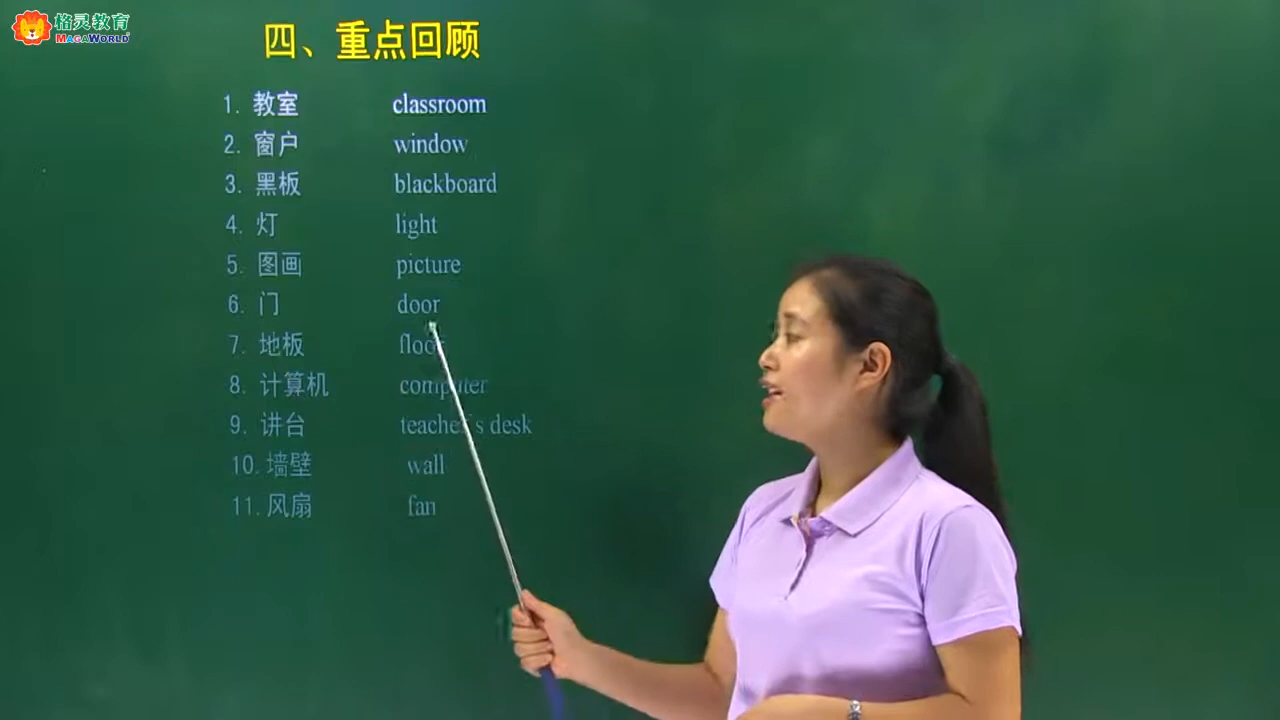 格灵教育
MAGAWORLD
四、重点回顾
1. 教室 classroom
2. 窗户 window
3. 黑板 blackboard
4. 灯 light
5. 图画 picture
6. 门 door
7. 地板 floor
8. 计算机 computer
9. 讲台 teacher's desk
10. 墙壁 wall
11. 风扇 fan